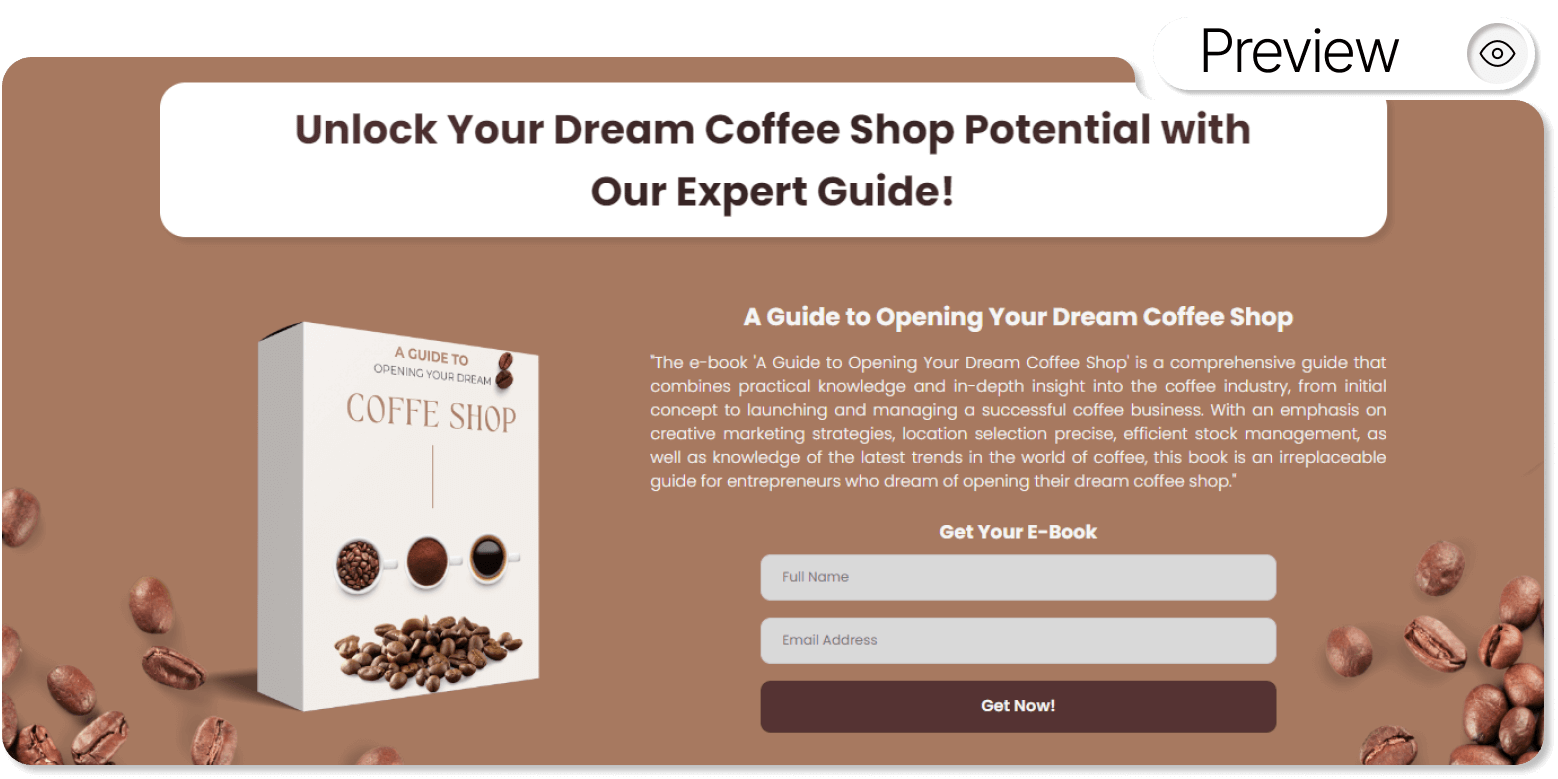 Preview
Unlock Your Dream Coffee Shop Potential with
Our Expert Guide!
A GUIDE TO
OPENING YOUR DREAM
COFFE SHOP
A Guide to Opening Your Dream Coffee Shop
"The e-book 'A Guide to Opening Your Dream Coffee Shop' is a comprehensive guide that
combines practical knowledge and in-depth insight into the coffee industry, from initial
concept to launching and managing a successful coffee business. With an emphasis on
creative marketing strategies, location selection precise, efficient stock management, as
well as knowledge of the latest trends in the world of coffee, this book is an irreplaceable
guide for entrepreneurs who dream of opening their dream coffee shop."
Get Your E-Book
Full Name
Email Address
Get Now!